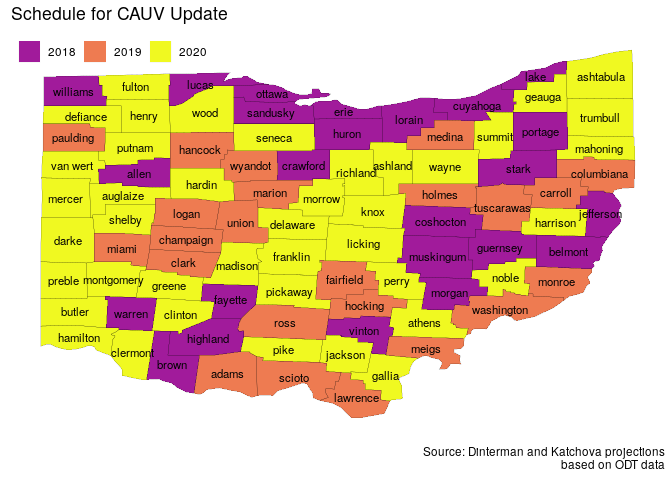 Schedule for CAUV Update
2018 2019 2020
williams fulton lucas ottawa lake ashtabula
geauga
defiance henry wood sandusky erie lorain cuyahoga trumbull
paulding putnam hancock seneca huron medina summit portage mahoning
van wert allen wyandot crawford richland ashland wayne stark columbiana
mercer auglaize hardin marion morrow holmes tuscarawas carroll
shelby logan union delaware knox coshocton harrison jefferson
darke miami champaign licking muskingum guernsey belmont
clark madison franklin
preble montgomery greene pickaway fairfield perry noble monroe
butler warren clinton fayette ross hocking morgan washington
hamilton clermont highland vinton athens
brown pike jackson meigs
adams scioto gallia
lawrence
Source: Dinterman and Katchova projections
based on ODT data